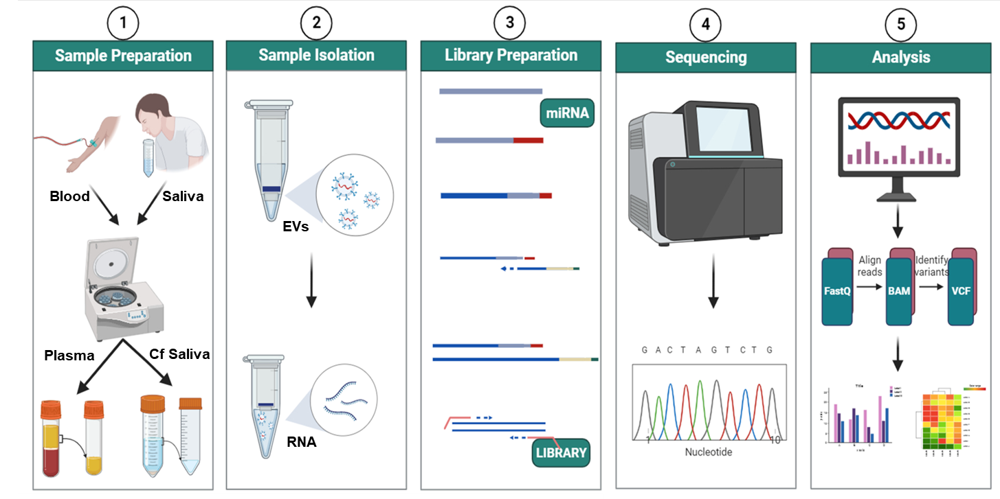 1
Sample Preparation
Blood
Saliva
Plasma
Cf Saliva
2
Sample Isolation
EVs
RNA
3
Library Preparation
miRNA
LIBRARY
4
Sequencing
G A C T A G T C T G
1 10
Nucleotide
5
Analysis
Align
reads
Identify
variants
FastQ
BAM
VCF
Title
A B C D